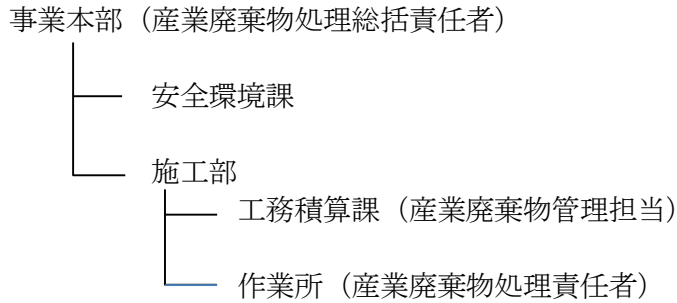 事業本部（産業廃棄物処理総括責任者）
安全環境課
施工部
工務積算課（産業廃棄物管理担当）
作業所（産業廃棄物処理責任者）